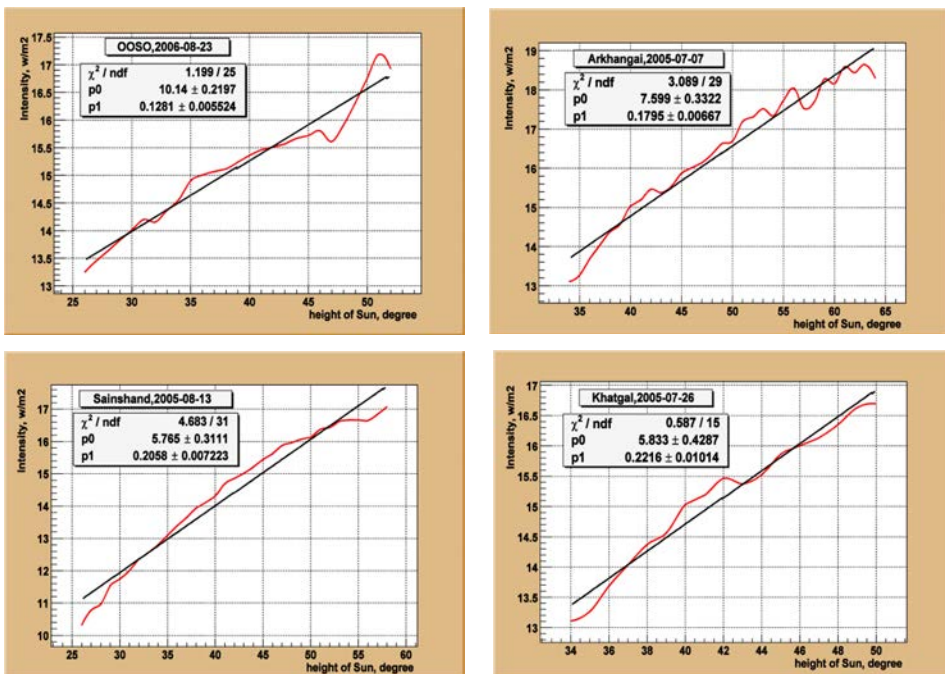 OOSO,2006-08-23
χ² / ndf 1.199 / 25
p0 10.14 ± 0.2197
p1 0.1281 ± 0.005524
Intensity, w/m2
17.5
17
16.5
16
15.5
15
14.5
14
13.5
13
25 30 35 40 45 50
height of Sun, degree
Arkhangai,2005-07-07
χ² / ndf 3.089 / 29
p0 7.599 ± 0.3322
p1 0.1795 ± 0.00667
Intensity, w/m2
19
18
17
16
15
14
13
35 40 45 50 55 60 65
height of Sun, degree
Sainshand,2005-08-13
χ² / ndf 4.683 / 31
p0 5.765 ± 0.3111
p1 0.2058 ± 0.007223
Intensity, w/m2
17
16
15
14
13
12
11
10
25 30 35 40 45 50 55 60
height of Sun, degree
Khatgal,2005-07-26
χ² / ndf 0.587 / 15
p0 5.833 ± 0.4287
p1 0.2216 ± 0.01014
Intensity, w/m2
16.5
16
15.5
15
14.5
14
13.5
13
17
34 36 38 40 42 44 46 48 50
height of Sun, degree